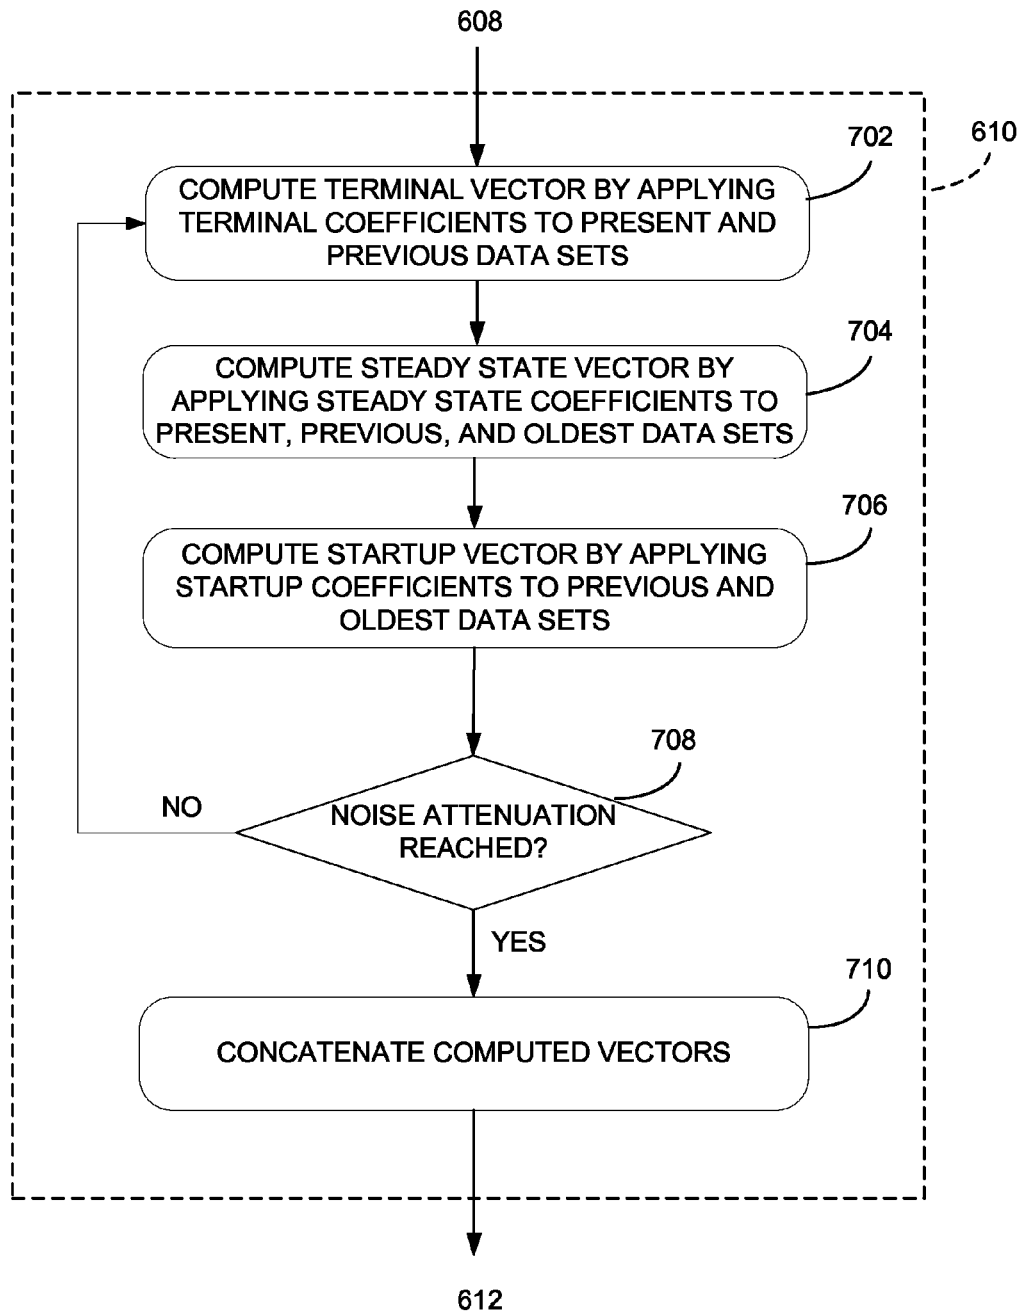 608
610
702
COMPUTE TERMINAL VECTOR BY APPLYING
TERMINAL COEFFICIENTS TO PRESENT AND
PREVIOUS DATA SETS
704
COMPUTE STEADY STATE VECTOR BY
APPLYING STEADY STATE COEFFICIENTS TO
PRESENT, PREVIOUS, AND OLDEST DATA SETS
706
COMPUTE STARTUP VECTOR BY APPLYING
STARTUP COEFFICIENTS TO PREVIOUS AND
OLDEST DATA SETS
708
NOISE ATTENUATION
REACHED?
NO
YES
710
CONCATENATE COMPUTED VECTORS
612